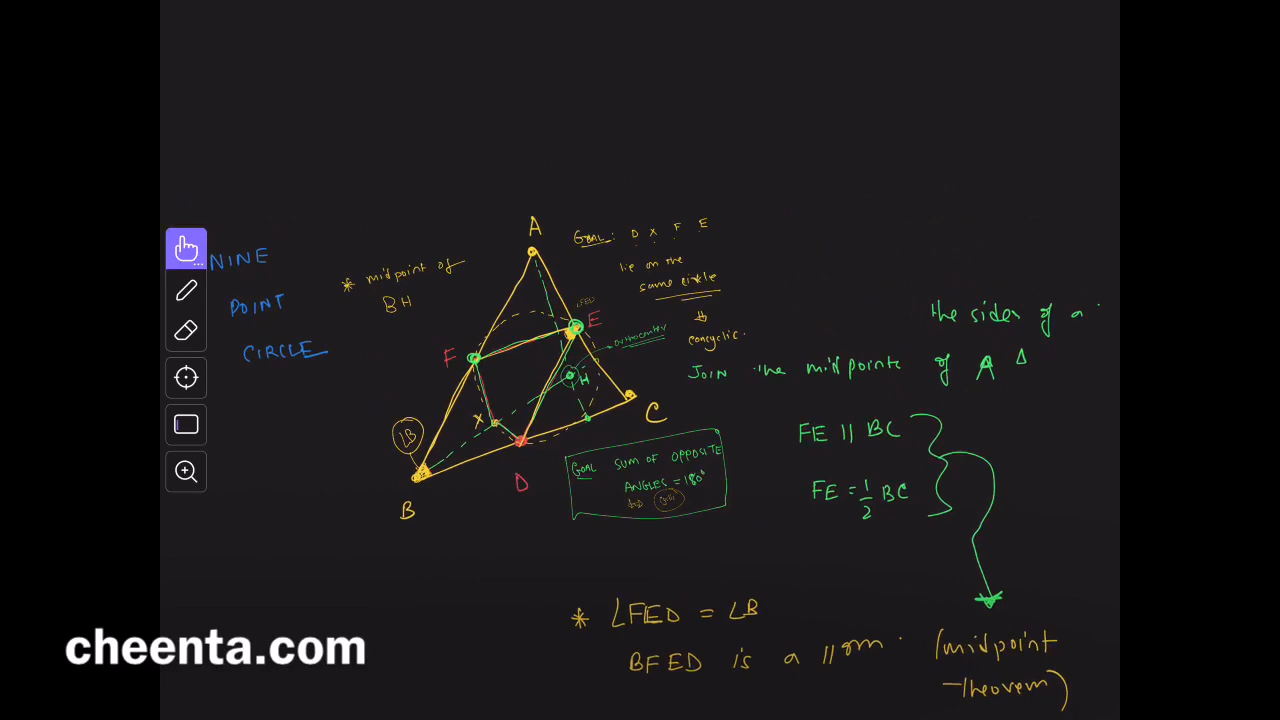 NINE
POINT
CIRCLE
* midpoint of
BH
A
GOAL: D X F E
lie on the
same circle
concyclic.
∠FED
E
Orthocenter
F
H
X
∠B
C
D
B
GOAL SUM OF OPPOSITE
ANGLES = 180°
the sides of a
JOIN the midpoints of A Δ
FE || BC
FE = 1/2 BC
* ∠FED = ∠B
BFED is a ||gm. (midpoint
Theorem)
cheenta.com